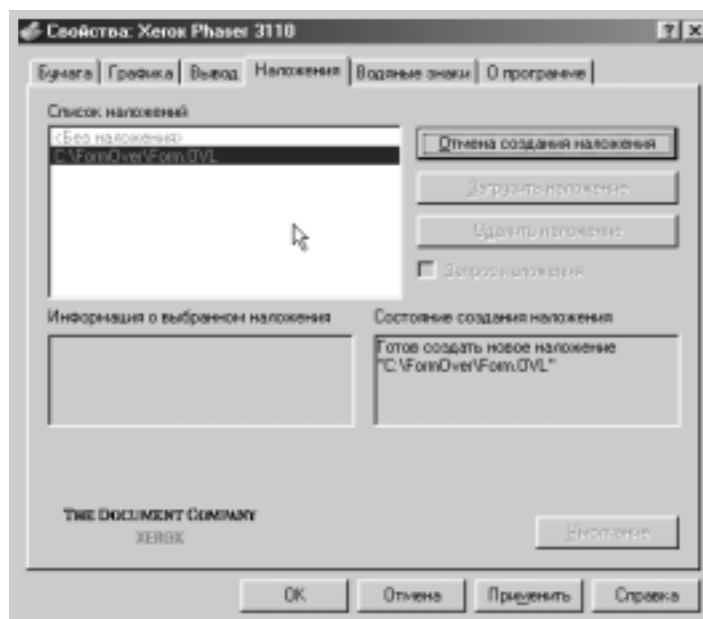 Свойства: Xerox Phaser 3110
Бумага Графика Вывод Наложения Водяные знаки О программе
Список наложений
<Без наложения>
C:\FormOver\Form.OVL
Отмена создания наложения
Загрузить наложение
Удалить наложение
Запрос наложения
Информация о выбранном наложения
Состояние создания наложения
Готов создать новое наложение
"C:\FormOver\Form.OVL"
THE DOCUMENT COMPANY
XEROX
Умолчание
OK Отмена Применить Справка